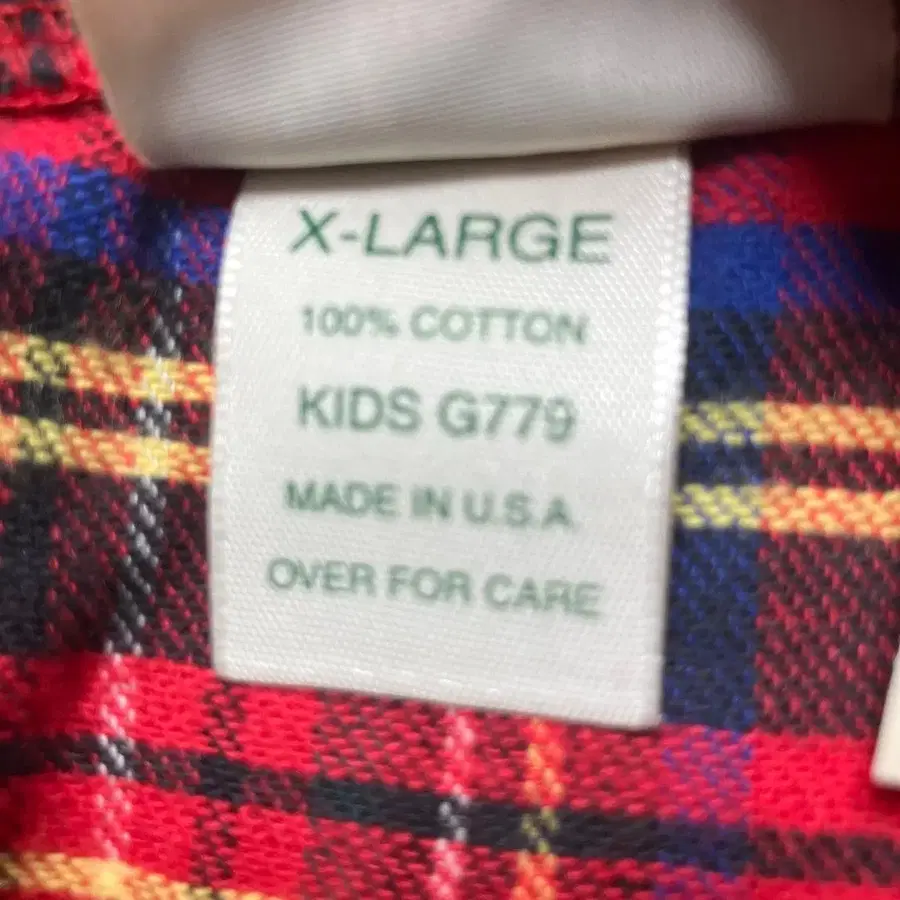 X-LARGE
100% COTTON
KIDS G779
MADE IN U.S.A.
OVER FOR CARE